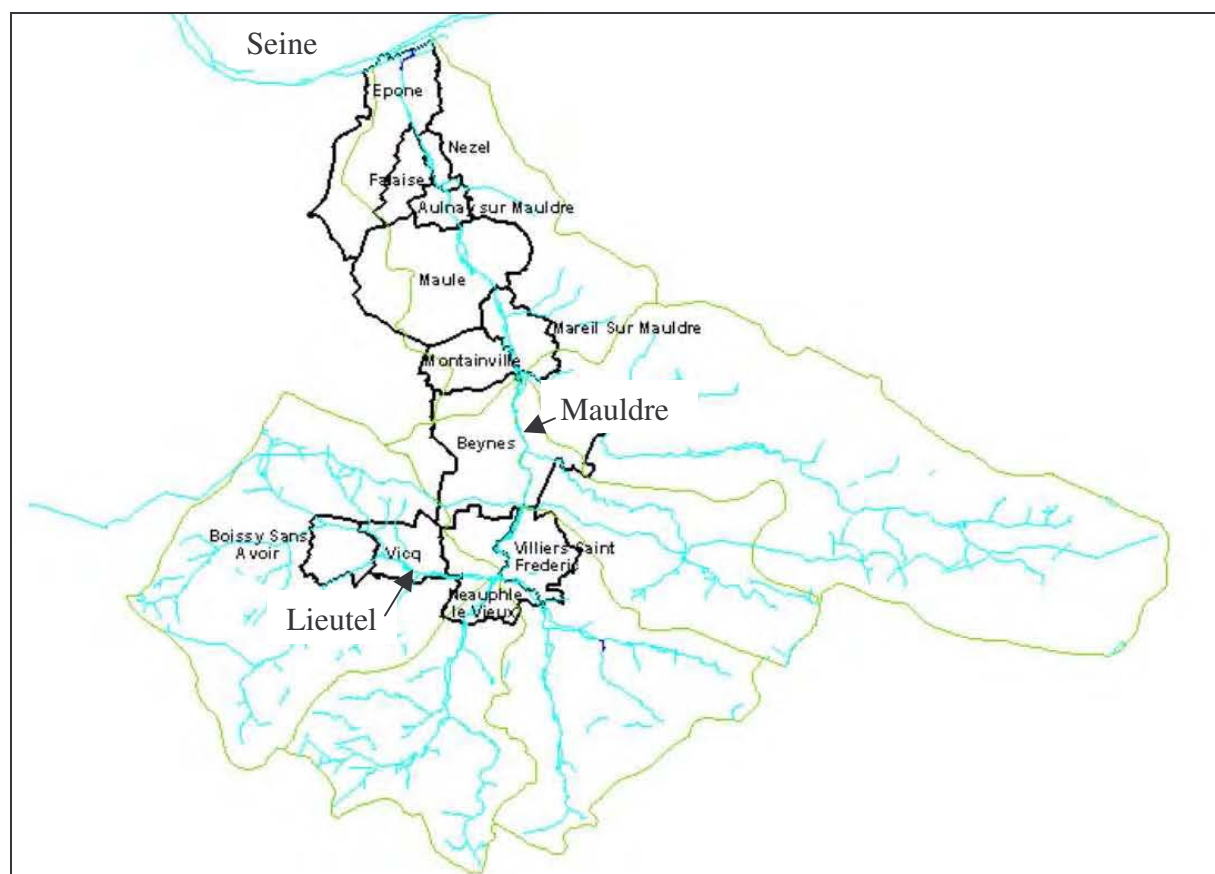 Seine
Epone
Nezel
Falaise
Aulnay sur Mauldre
Maule
Mareil Sur Mauldre
Montainville
Mauldre
Beynes
Boissy Sans
Avoir
Vicq
Villiers Saint
Frederic
Neauphle
le Vieux
Lieutel